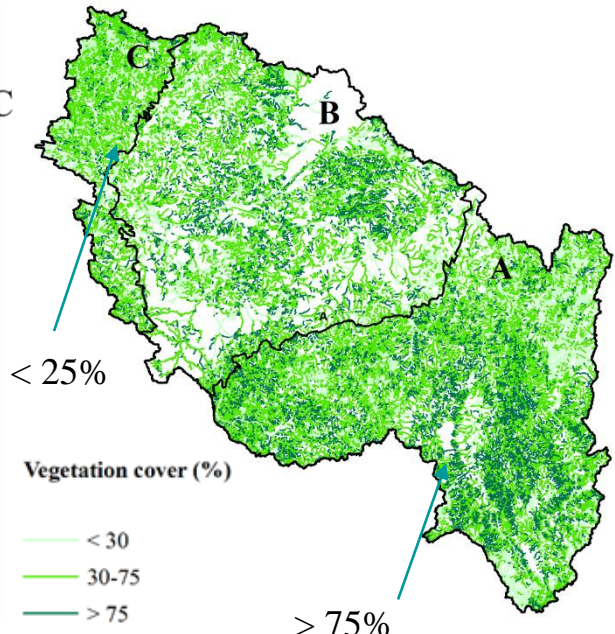 C
C
B
A
A
< 25%
Vegetation cover (%)
< 30
30-75
> 75
> 75%